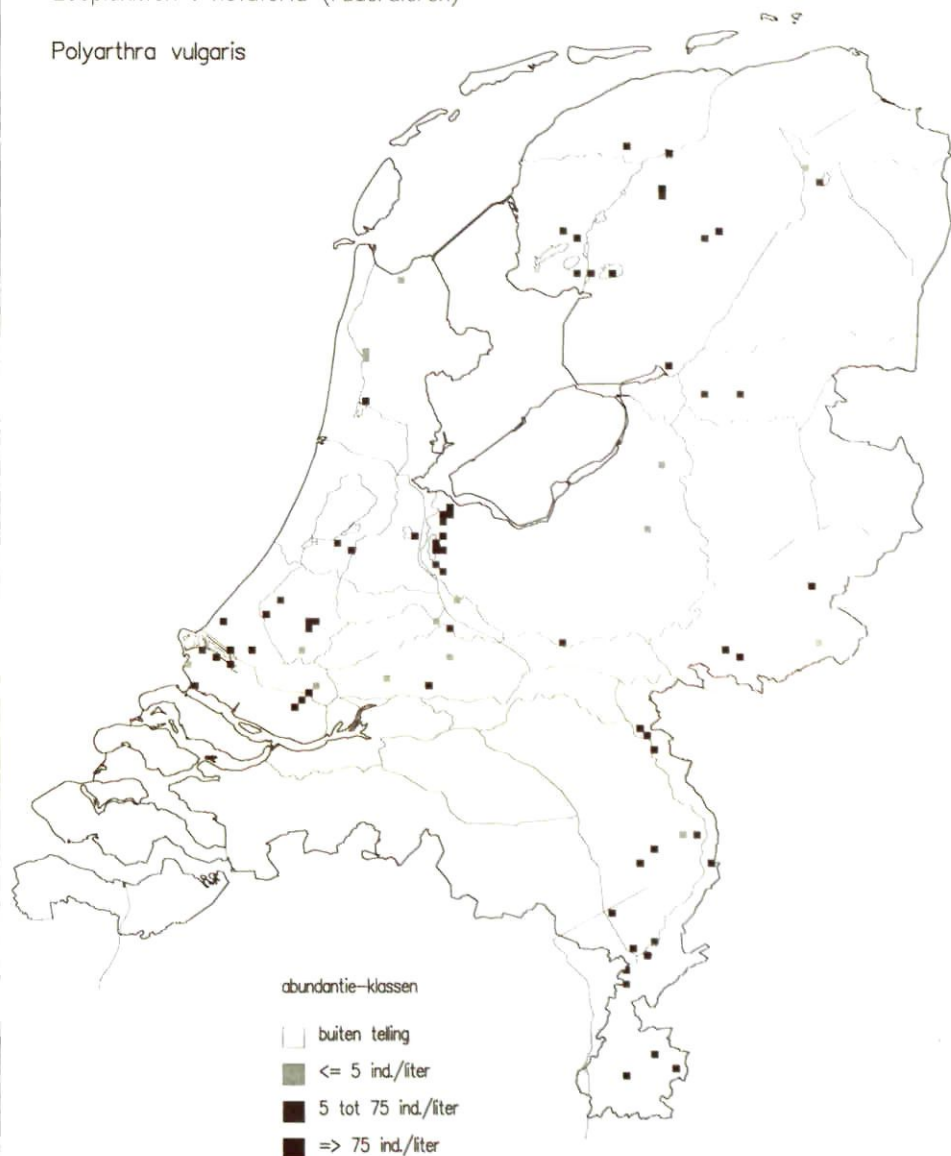 Polyarthra vulgaris
abundantie-klassen
buiten telling
<= 5 ind./liter
5 tot 75 ind./liter
=> 75 ind./liter